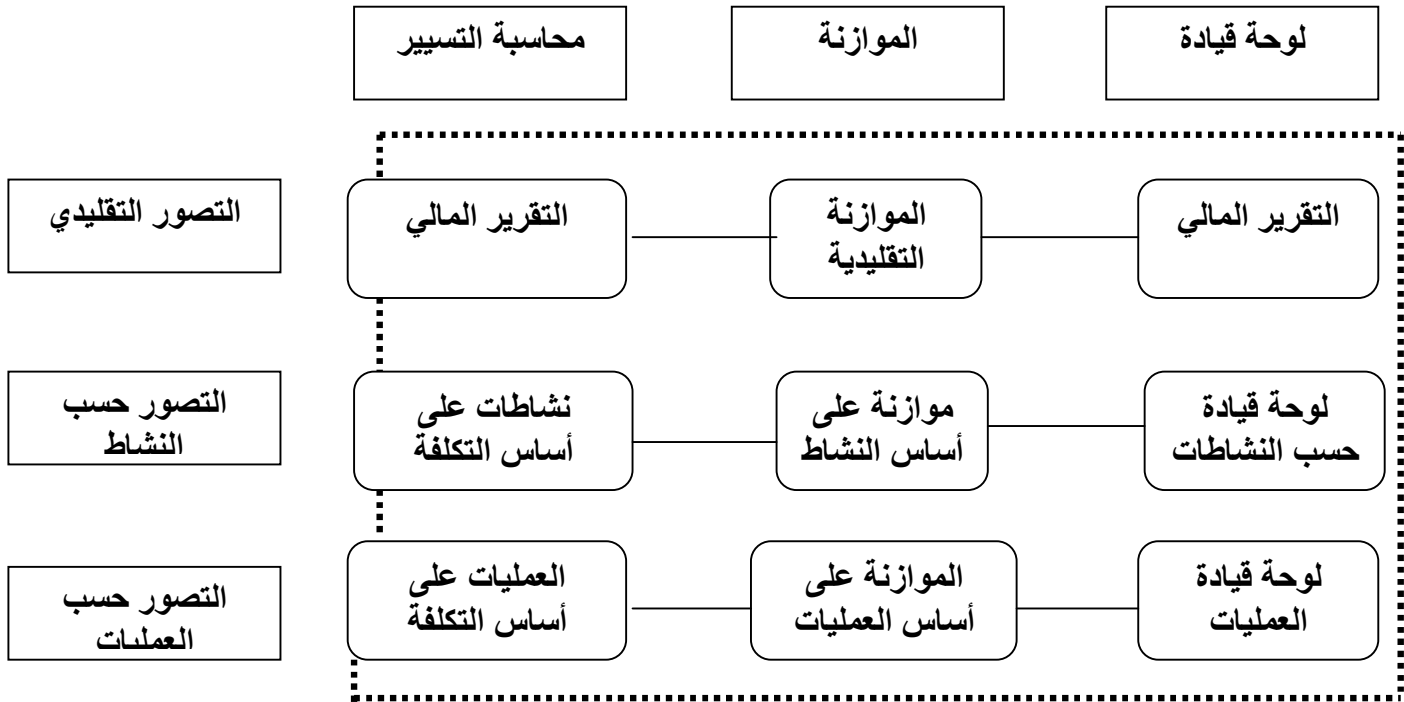 لوحة قيادة
الموازنة
محاسبة التسيير
التصور التقليدي
التقرير المالي
الموازنة
التقليدية
التقرير المالي
التصور حسب
النشاط
نشاطات على
أساس التكلفة
موازنة على
أساس النشاط
لوحة قيادة
حسب النشاطات
التصور حسب
العمليات
العمليات على
أساس التكلفة
الموازنة على
أساس العمليات
لوحة قيادة
العمليات